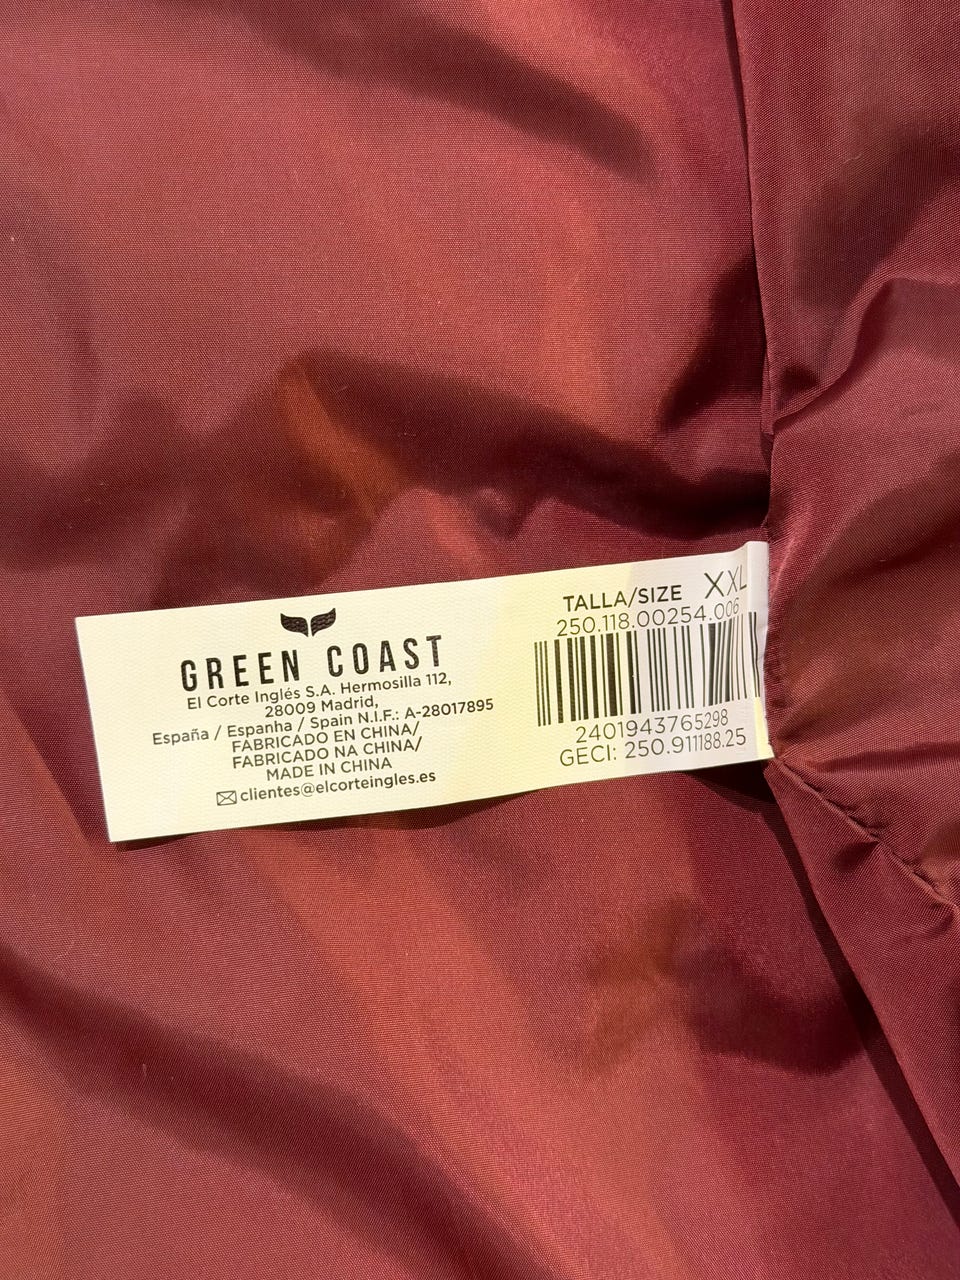 GREEN COAST
El Corte Inglés S.A. Hermosilla 112,
28009 Madrid,
España / Espanha / Spain N.I.F.: A-28017895
FABRICADO EN CHINA/
FABRICADO NA CHINA/
MADE IN CHINA
clientes@elcorteingles.es
TALLA/SIZE XXL
250.118.00254.006
2401943765298
GECI: 250.911188.25